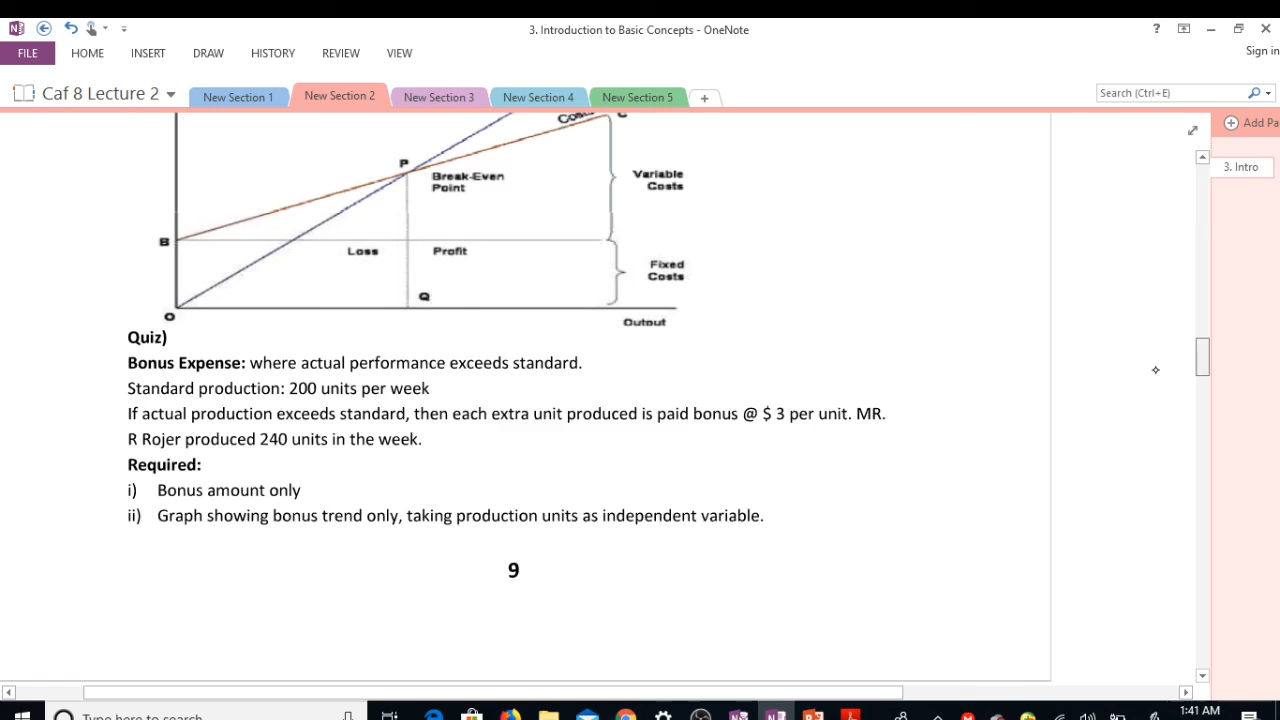 3. Introduction to Basic Concepts - OneNote
?
Sign in
FILE HOME INSERT DRAW HISTORY REVIEW VIEW
Caf 8 Lecture 2
New Section 1 New Section 2 New Section 3 New Section 4 New Section 5 +
Search (Ctrl+E)
Add Pa
3. Intro
P
Break-Even
Point
Variable
Costs
B
Loss
Profit
Fixed
Costs
Q
O
Output
Quiz)
Bonus Expense: where actual performance exceeds standard.
Standard production: 200 units per week
If actual production exceeds standard, then each extra unit produced is paid bonus @ $ 3 per unit. MR.
R Rojer produced 240 units in the week.
Required:
i) Bonus amount only
ii) Graph showing bonus trend only, taking production units as independent variable.
9
Type here to search
1:41 AM